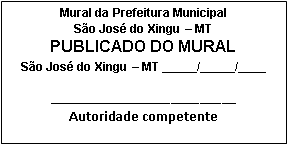 Mural da Prefeitura Municipal
São José do Xingu – MT
PUBLICADO DO MURAL
São José do Xingu – MT _____/_____/____
___________________________
Autoridade competente